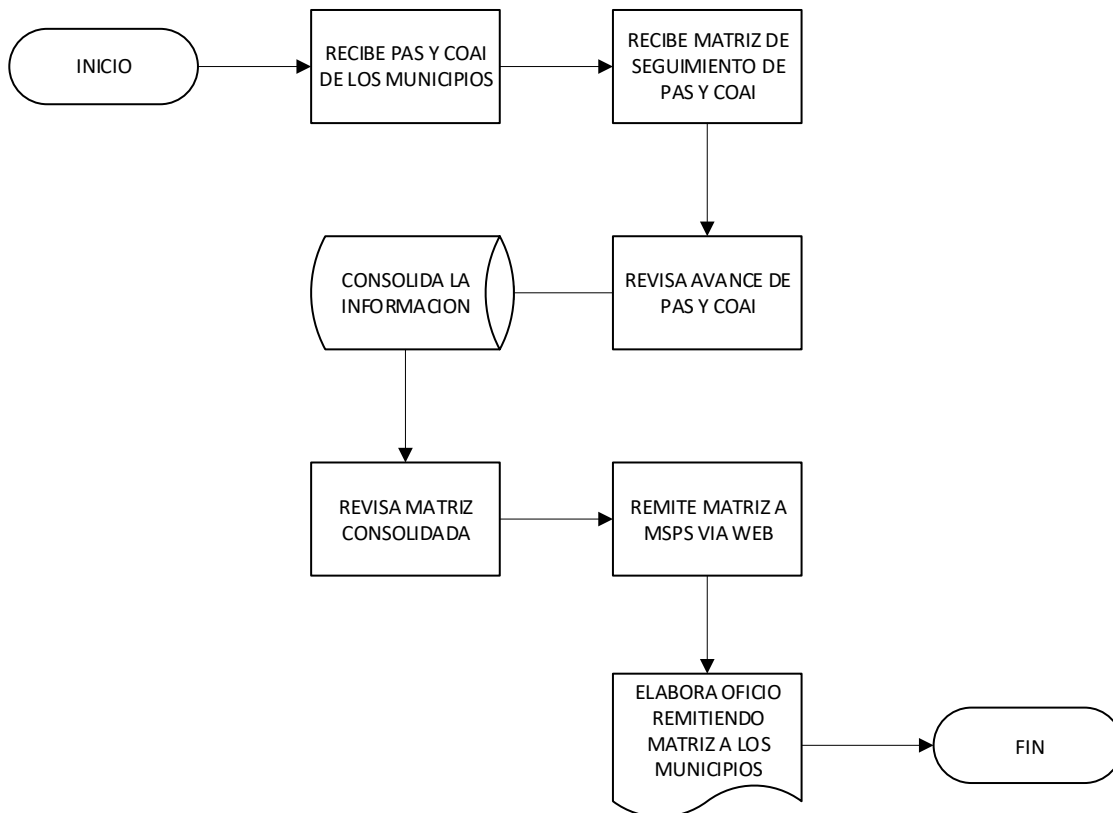 INICIO
RECIBE PAS Y COAI
DE LOS MUNICIPIOS
RECIBE MATRIZ DE
SEGUIMIENTO DE
PAS Y COAI
REVISA AVANCE DE
PAS Y COAI
CONSOLIDA LA
INFORMACION
REVISA MATRIZ
CONSOLIDADA
REMITE MATRIZ A
MSPS VIA WEB
ELABORA OFICIO
REMITIENDO
MATRIZ A LOS
MUNICIPIOS
FIN